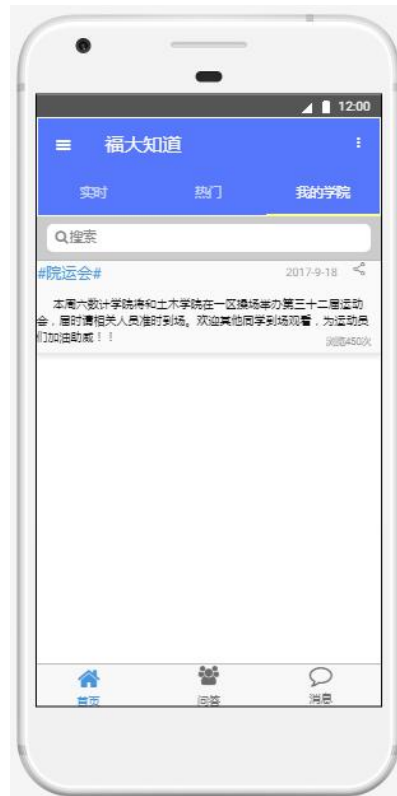 12:00
福大知道
实时 热门 我的学院
搜索
#院运会# 2017-9-18
本周六数计学院将和土木学院在一区操场举办第三十二届运动
会，届时请相关人员准时到场。欢迎其他同学到场观看，为运动员
们加油助威！！
浏览450次
首页 问答 消息